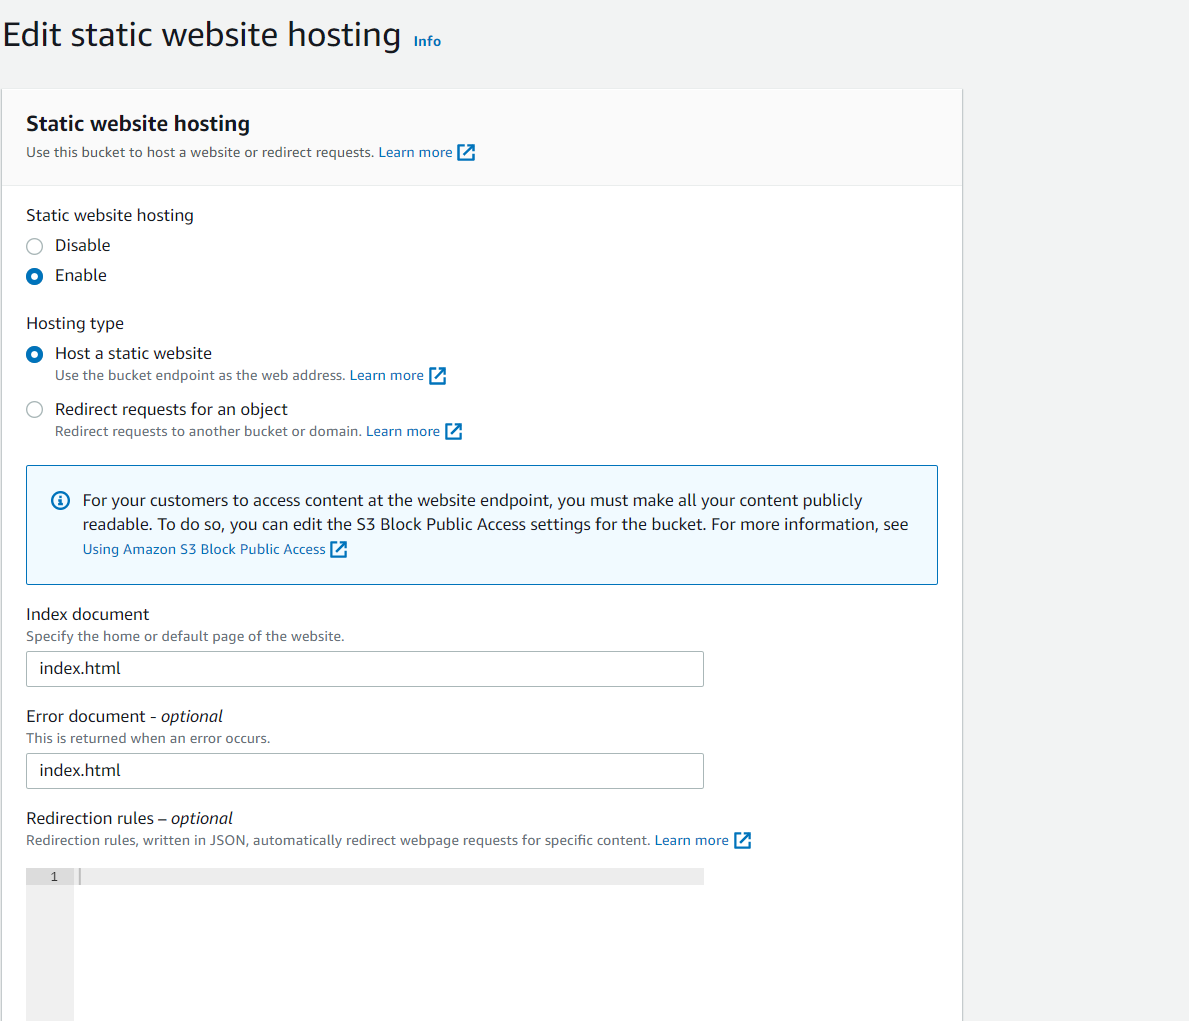 Edit static website hosting Info
Static website hosting
Use this bucket to host a website or redirect requests. Learn more
Static website hosting
Disable
Enable
Hosting type
Host a static website
Use the bucket endpoint as the web address. Learn more
Redirect requests for an object
Redirect requests to another bucket or domain. Learn more
For your customers to access content at the website endpoint, you must make all your content publicly
readable. To do so, you can edit the S3 Block Public Access settings for the bucket. For more information, see
Using Amazon S3 Block Public Access
Index document
Specify the home or default page of the website.
index.html
Error document - optional
This is returned when an error occurs.
index.html
Redirection rules – optional
Redirection rules, written in JSON, automatically redirect webpage requests for specific content. Learn more
1